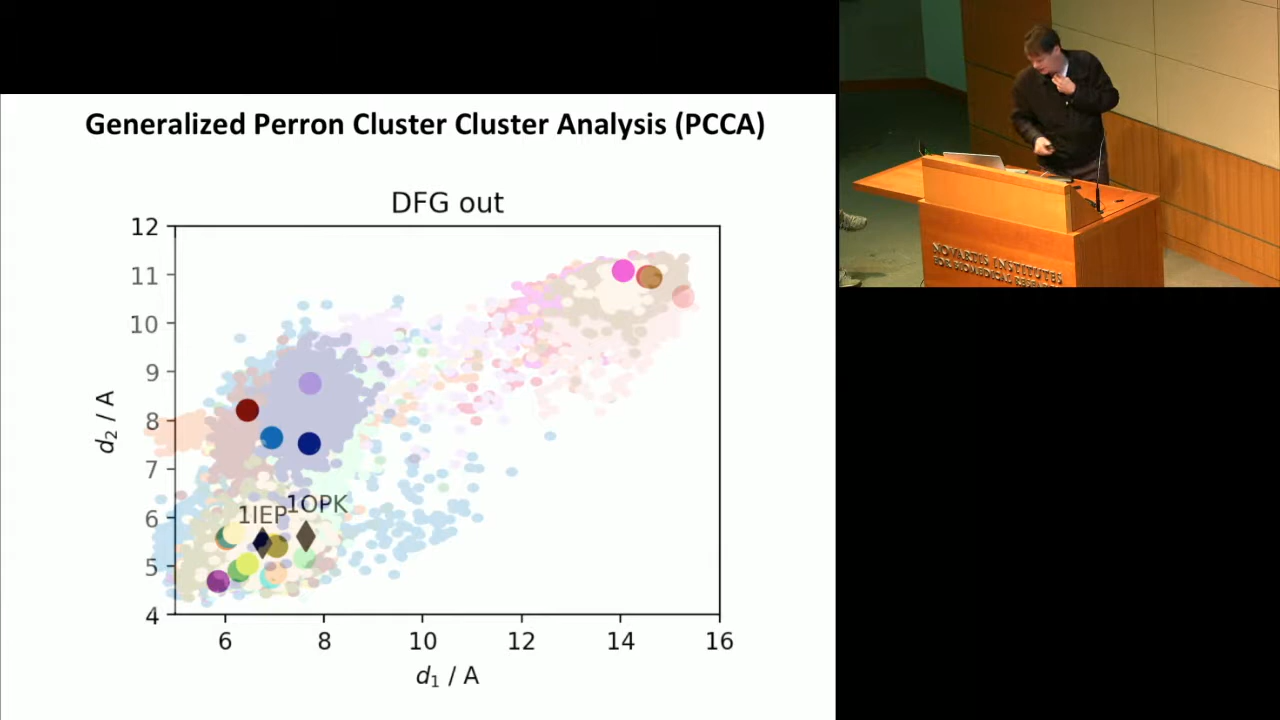 Generalized Perron Cluster Cluster Analysis (PCCA)
DFG out
12
11
10
9
8
7
6
5
4
d₂ / A
1IEP
1OPK
6
8
10
12
14
16
d₁ / A
NOVARTIS INSTITUTES
FOR BIOMEDICAL